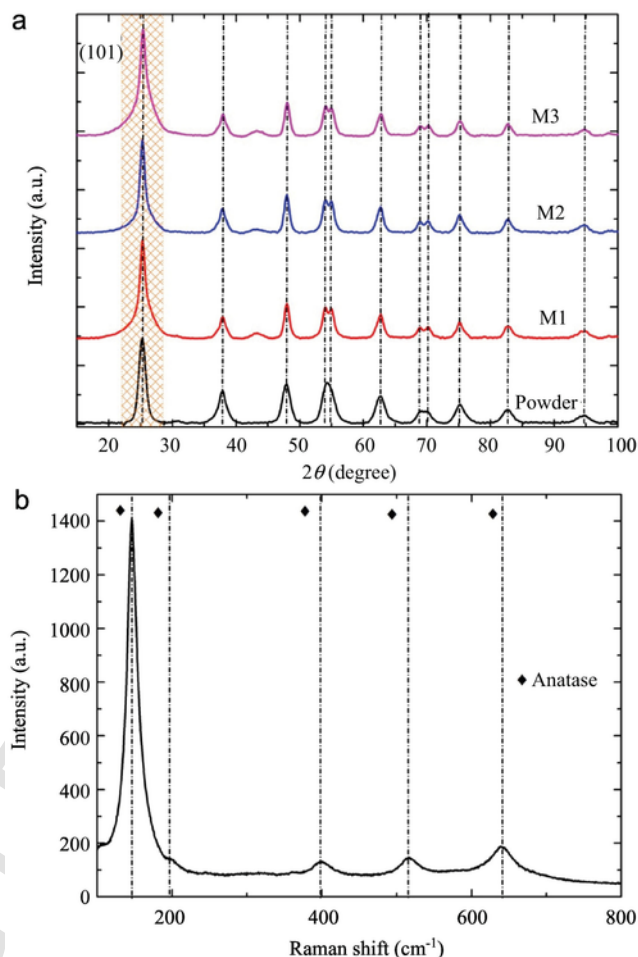 a
(101)
M3
M2
M1
Powder
Intensity (a.u.)
20 30 40 50 60 70 80 90 100
2θ (degree)
b
1400
1200
1000
800
600
400
200
0
Intensity (a.u.)
◆ Anatase
200 400 600 800
Raman shift (cm⁻¹)